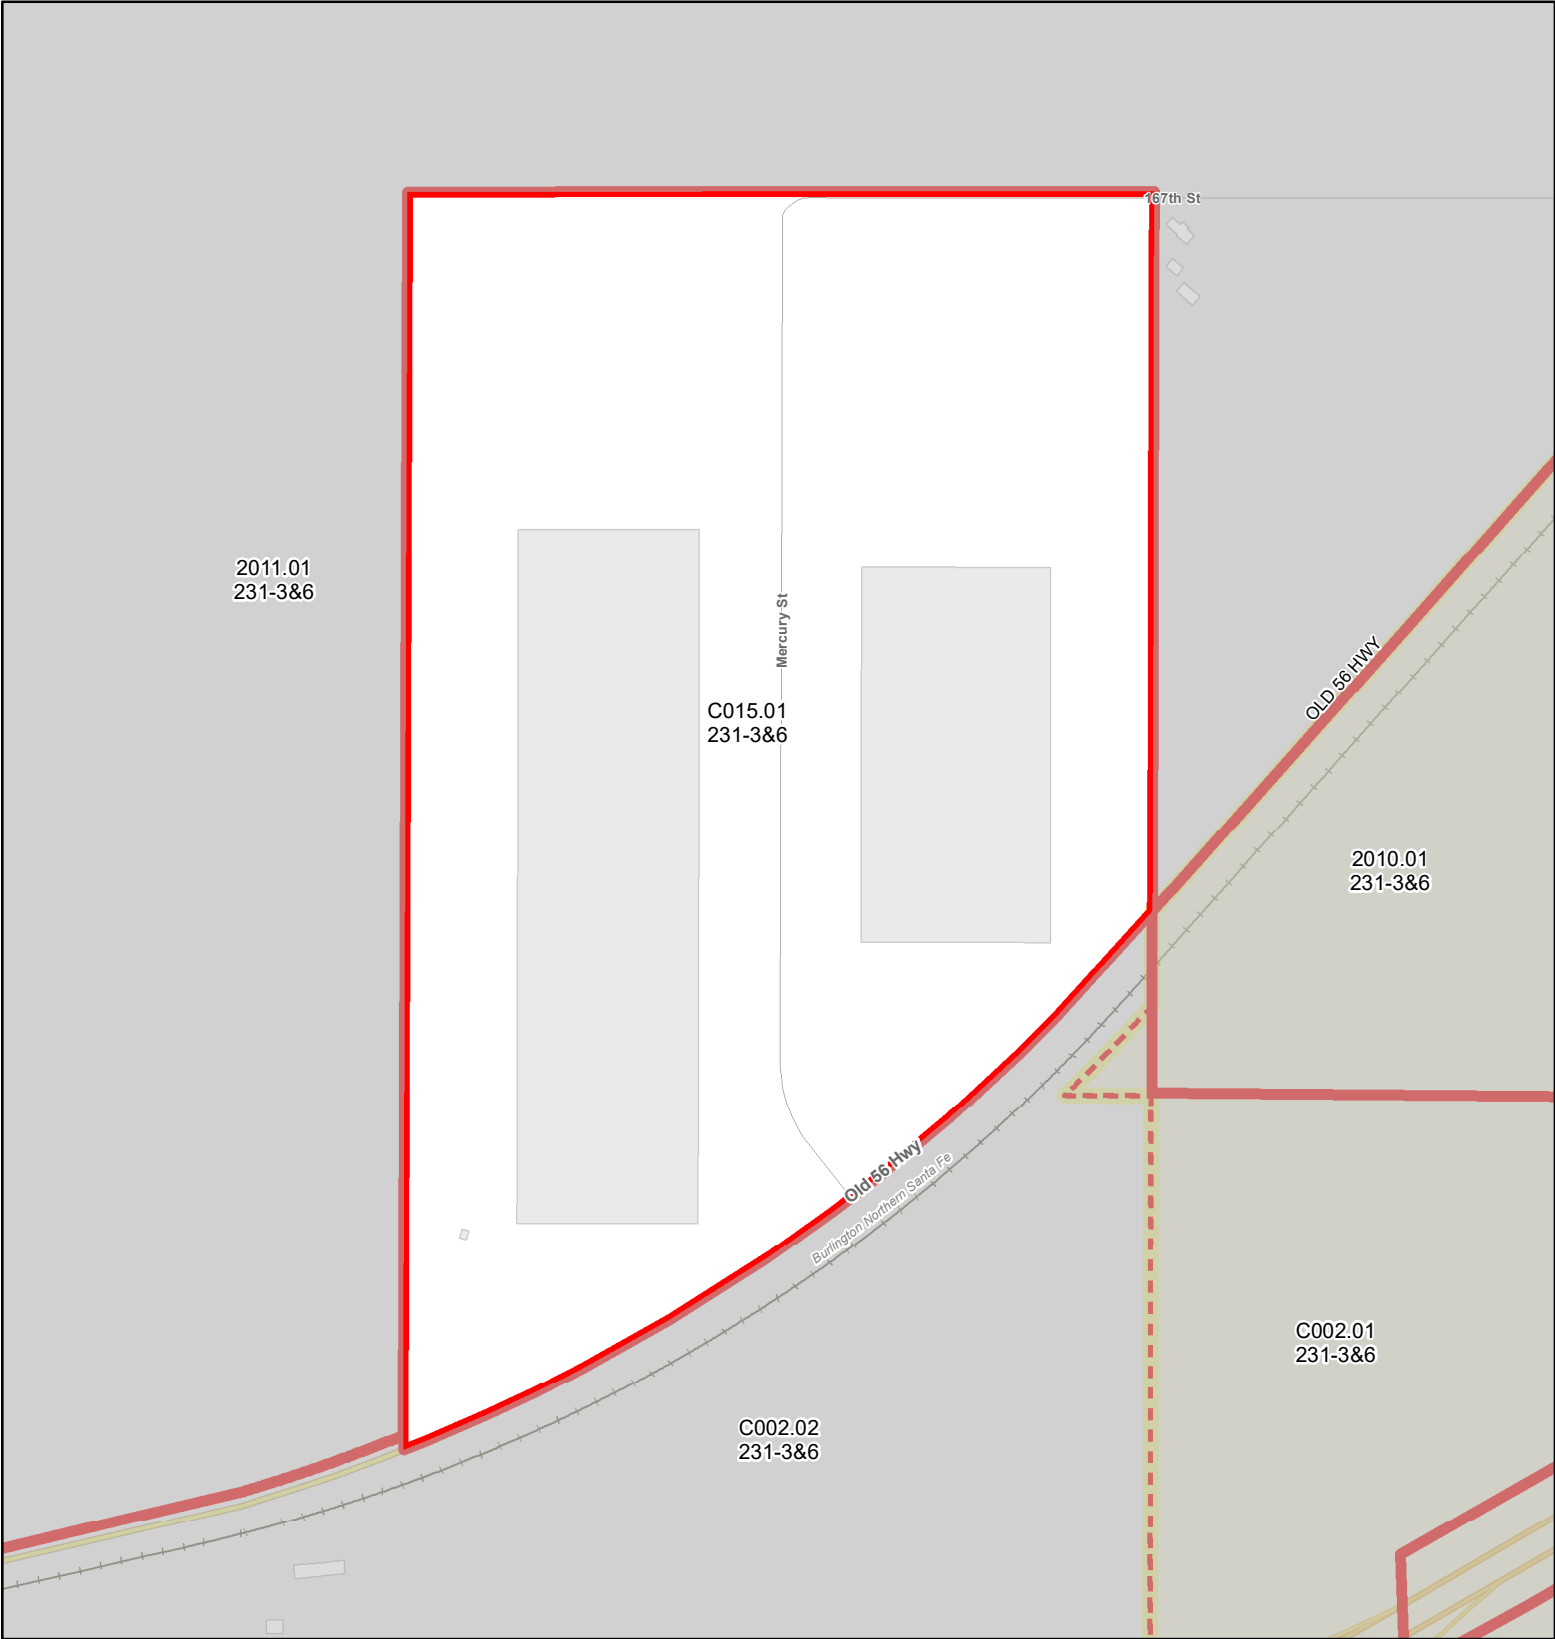 167th St
2011.01
231-3&6
Mercury St
OLD 56 HWY
C015.01
231-3&6
2010.01
231-3&6
Old 56 Hwy
Burlington Northern Santa Fe
C002.01
231-3&6
C002.02
231-3&6